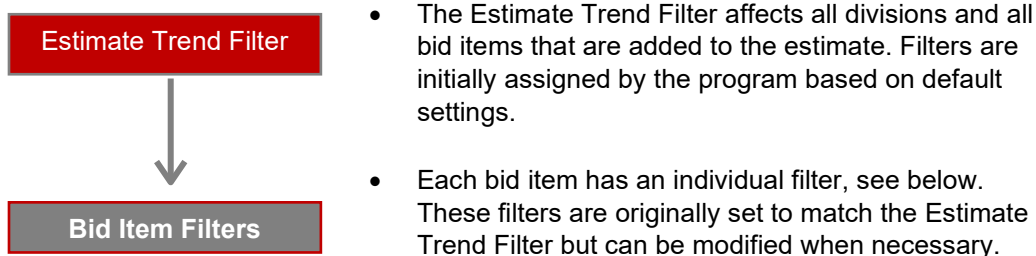 Estimate Trend Filter
Bid Item Filters
• The Estimate Trend Filter affects all divisions and all
bid items that are added to the estimate. Filters are
initially assigned by the program based on default
settings.
• Each bid item has an individual filter, see below.
These filters are originally set to match the Estimate
Trend Filter but can be modified when necessary.